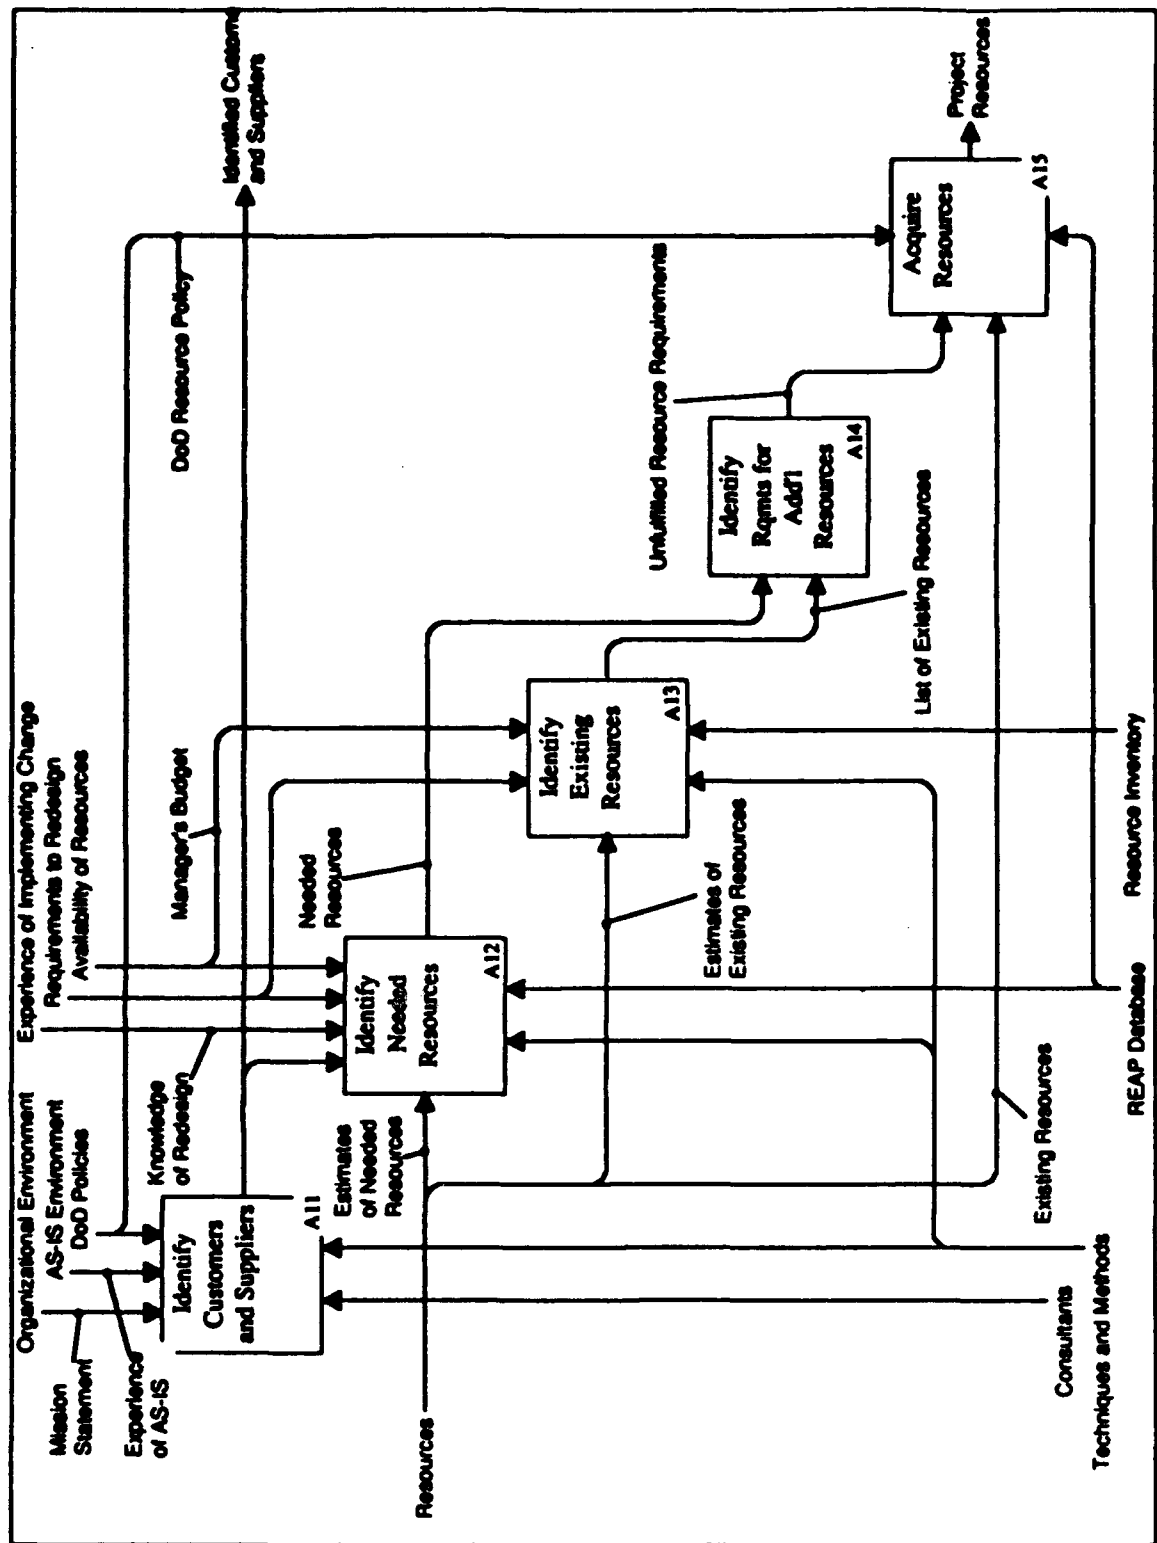 Organizational Environment
AS-IS Environment
DoD Policies
Experience of Implementing Change
Requirements to Redesign
Availability of Resources
Mission
Statement
Experience
of AS-IS
Knowledge
of Redesign
Manager's Budget
DoD Resource Policy
Identify
Customers
and Suppliers
A11
Identified Custome
and Suppliers
Estimates
of Needed
Resources
Identify
Needed
Resources
A12
Needed
Resources
Resources
Identify
Existing
Resources
A13
Estimates of
Existing Resources
Identify
Rqmts for
Add'l
Resources
A14
Unfulfilled Resource Requirements
List of Existing Resources
Acquire
Resources
A15
Project
Resources
Existing Resources
Consultants
Techniques and Methods
REAP Database
Resource Inventory